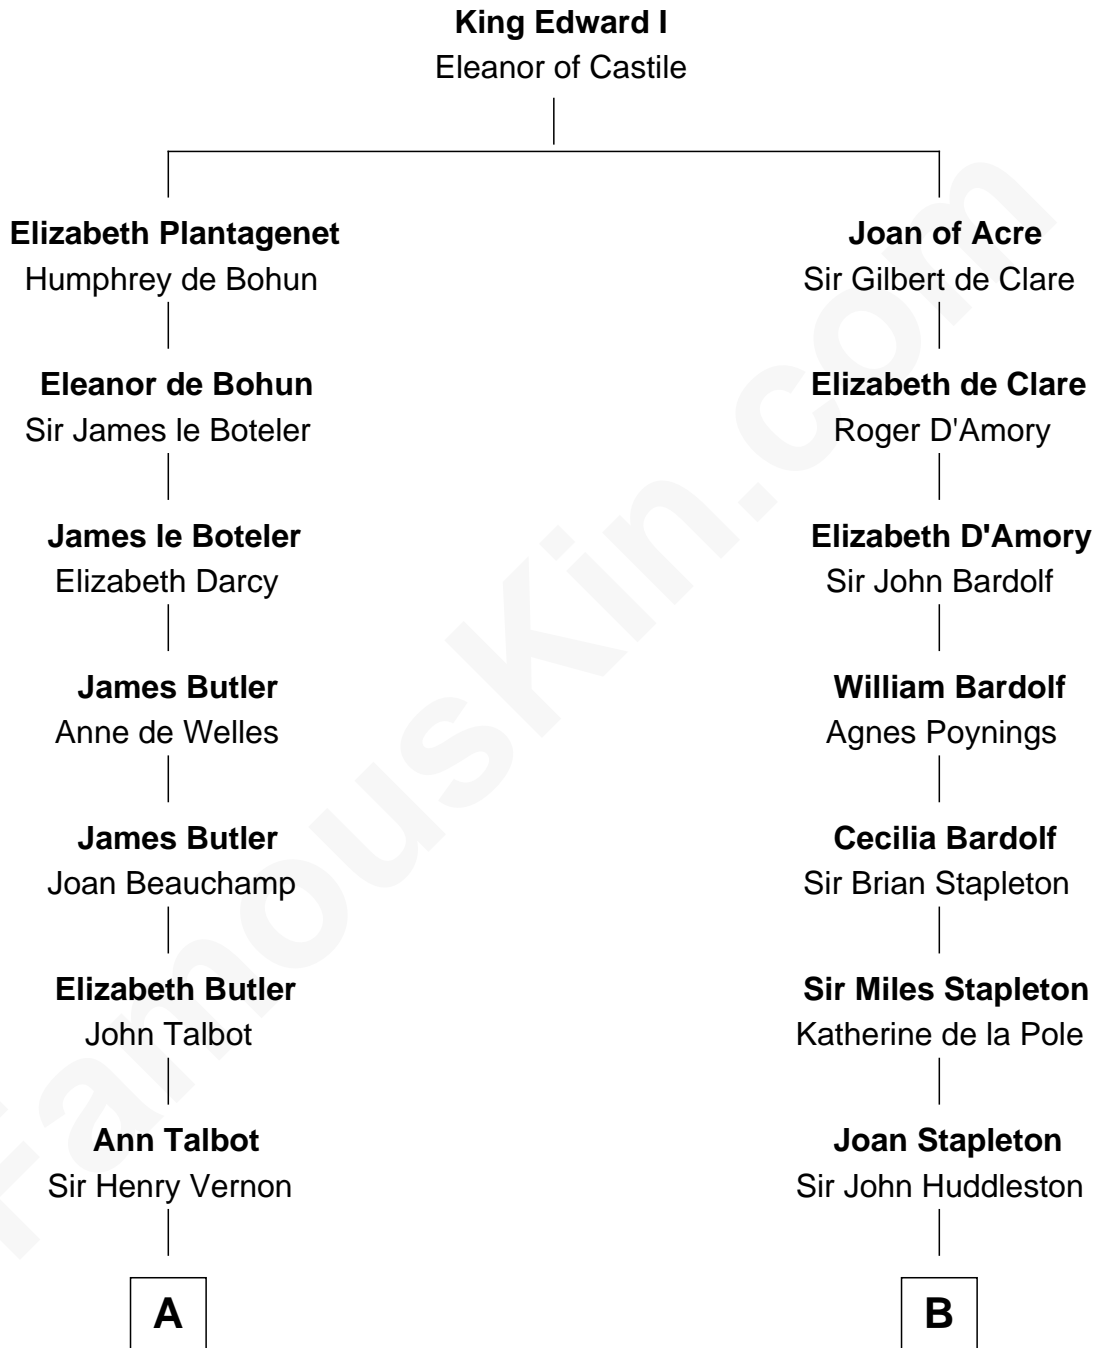 King Edward I
Eleanor of Castile
Elizabeth Plantagenet
Humphrey de Bohun
Joan of Acre
Sir Gilbert de Clare
Eleanor de Bohun
Sir James le Boteler
Elizabeth de Clare
Roger D'Amory
James le Boteler
Elizabeth Darcy
Elizabeth D'Amory
Sir John Bardolf
James Butler
Anne de Welles
William Bardolf
Agnes Poynings
James Butler
Joan Beauchamp
Cecilia Bardolf
Sir Brian Stapleton
Elizabeth Butler
John Talbot
Sir Miles Stapleton
Katherine de la Pole
Ann Talbot
Sir Henry Vernon
Joan Stapleton
Sir John Huddleston
A
B
FamousKin.com